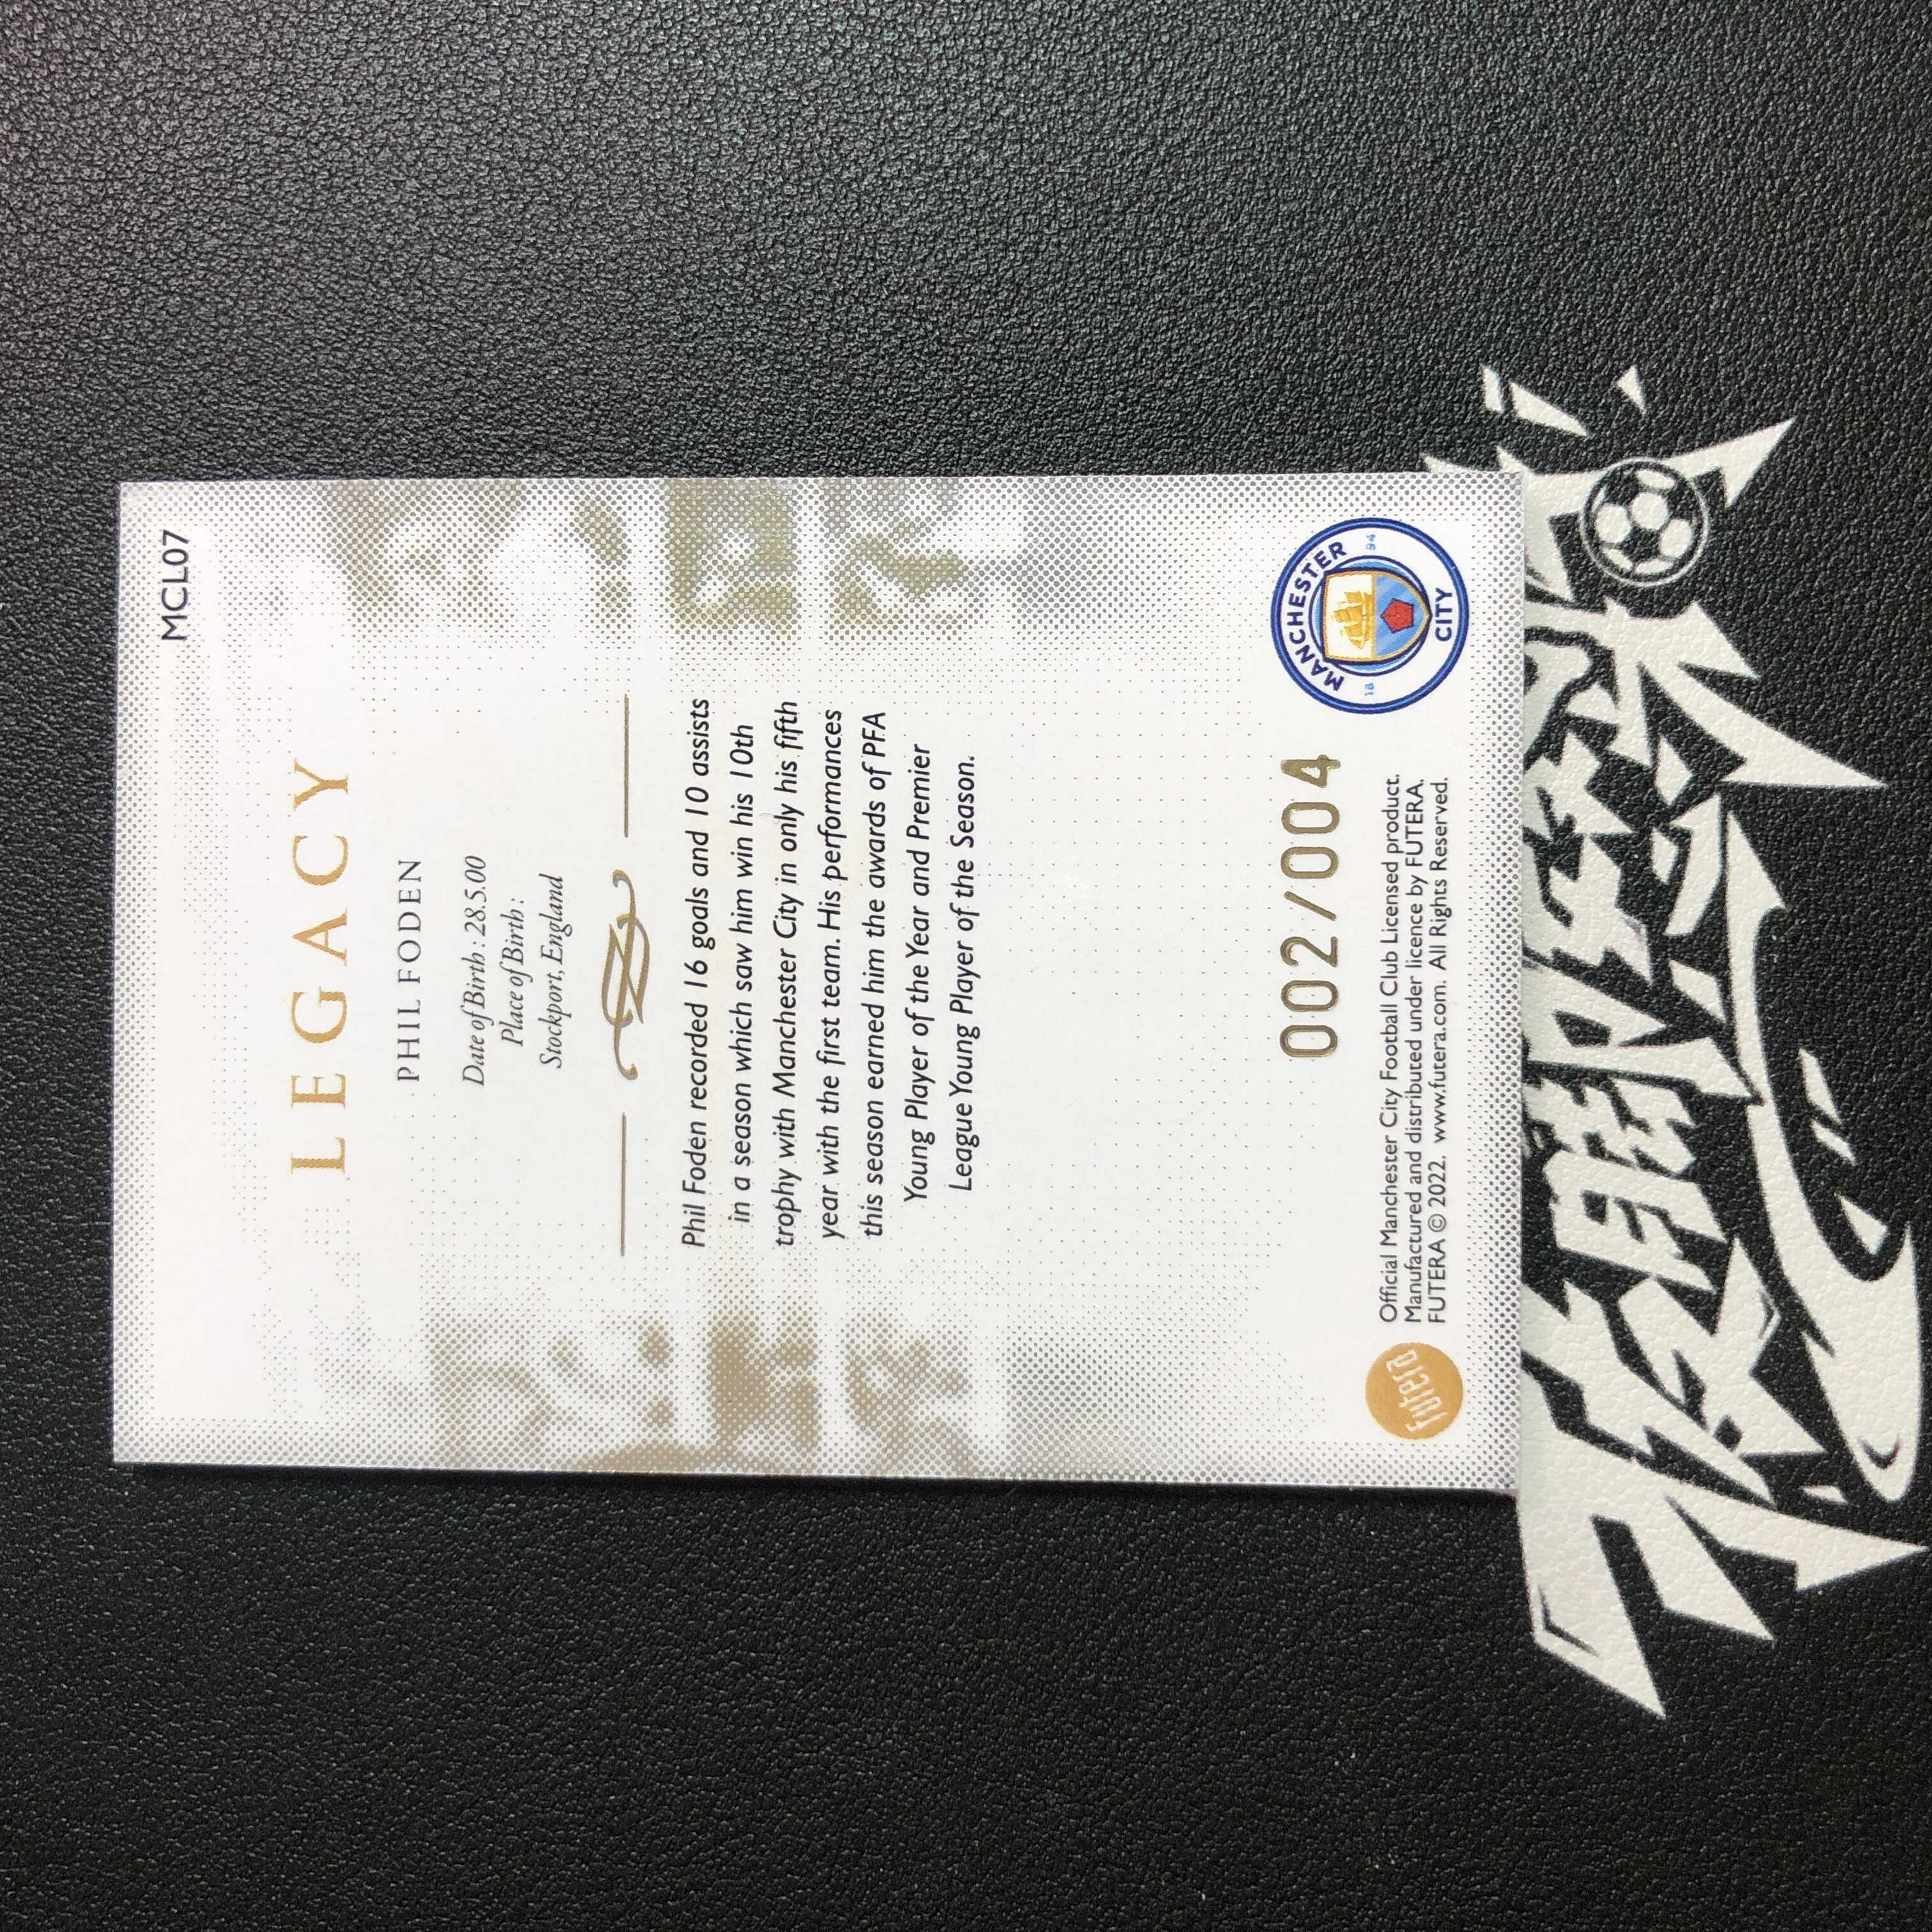 MCL07
LEGACY
PHIL FODEN
Date of Birth : 28.5.00
Place of Birth :
Stockport, England
Phil Foden recorded 16 goals and 10 assists
in a season which saw him win his 10th
trophy with Manchester City in only his fifth
year with the first team. His performances
this season earned him the awards of PFA
Young Player of the Year and Premier
League Young Player of the Season.
002/004
futera
Official Manchester City Football Club Licensed product.
Manufactured and distributed under licence by FUTERA.
FUTERA © 2022. www.futera.com. All Rights Reserved.
MANCHESTER
18 94
CITY